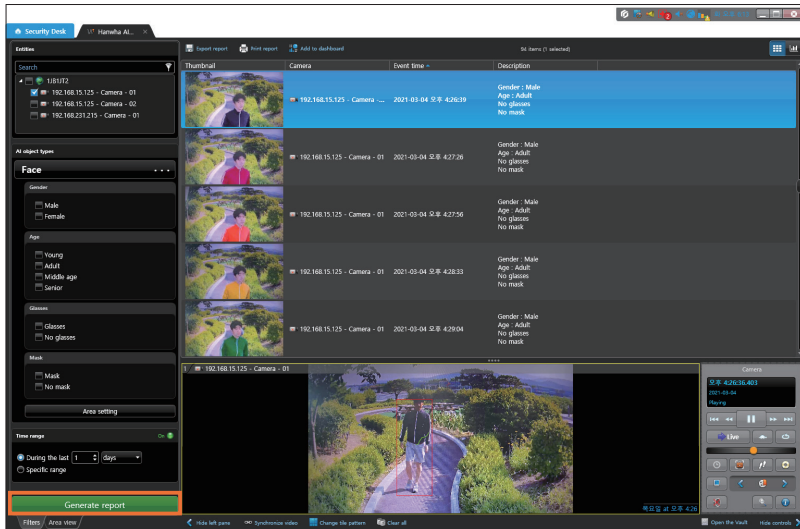 Security Desk
Hanwha AI...
Entities
Search
1JB1JT2
192.168.15.125 - Camera - 01
192.168.15.125 - Camera - 02
192.168.231.215 - Camera - 01
AI object types
Face
Gender
Male
Female
Age
Young
Adult
Middle age
Senior
Glasses
Glasses
No glasses
Mask
Mask
No mask
Area setting
Time range
On
During the last 1 days
Specific range
Generate report
Filters
Area view
Export report
Print report
Add to dashboard
94 items (1 selected)
Thumbnail Camera Event time Description
192.168.15.125 - Camera -... 2021-03-04 오후 4:26:39
Gender : Male
Age : Adult
No glasses
No mask
192.168.15.125 - Camera - 01 2021-03-04 오후 4:27:26
Gender : Male
Age : Adult
No glasses
No mask
192.168.15.125 - Camera - 01 2021-03-04 오후 4:27:56
Gender : Male
Age : Adult
No glasses
No mask
192.168.15.125 - Camera - 01 2021-03-04 오후 4:28:33
Gender : Male
Age : Adult
No glasses
No mask
192.168.15.125 - Camera - 01 2021-03-04 오후 4:29:04
Gender : Male
Age : Adult
No glasses
No mask
1 192.168.15.125 - Camera - 01
목요일 at 오후 4:26
Camera
오후 4:26:36.403
2021-03-04
Playing
Live
Hide left pane
Synchronize video
Change tile pattern
Clear all
Open the Vault
Hide controls